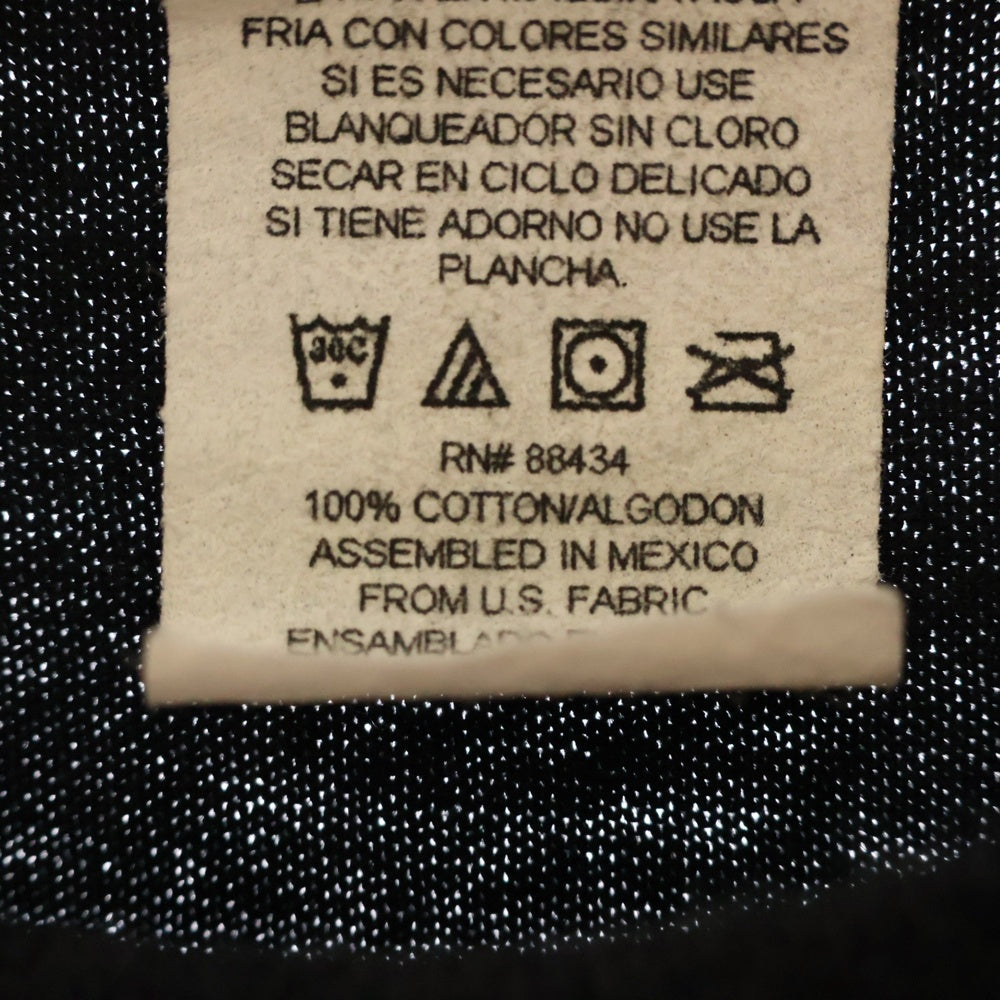 FRIA CON COLORES SIMILARES
SI ES NECESARIO USE
BLANQUEADOR SIN CLORO
SECAR EN CICLO DELICADO
SI TIENE ADORNO NO USE LA
PLANCHA.
30C
RN# 88434
100% COTTON/ALGODON
ASSEMBLED IN MEXICO
FROM U.S. FABRIC